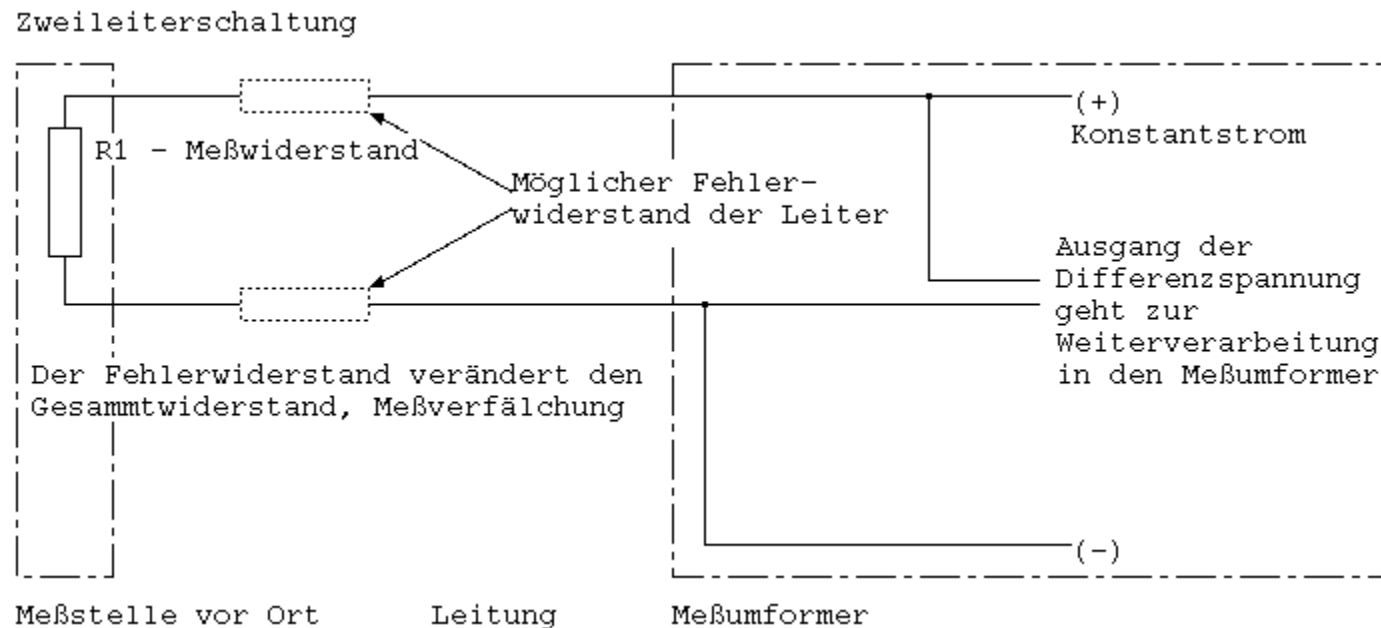 Zweileiterschaltung
(+)
Konstantstrom
R1 - Meßwiderstand
Möglicher Fehler-
widerstand der Leiter
Ausgang der
Differenzspannung
geht zur
Weiterverarbeitung
in den Meßumformer
Der Fehlerwiderstand verändert den
Gesammtwiderstand, Meßverfälchung
(-)
Meßstelle vor Ort
Leitung
Meßumformer